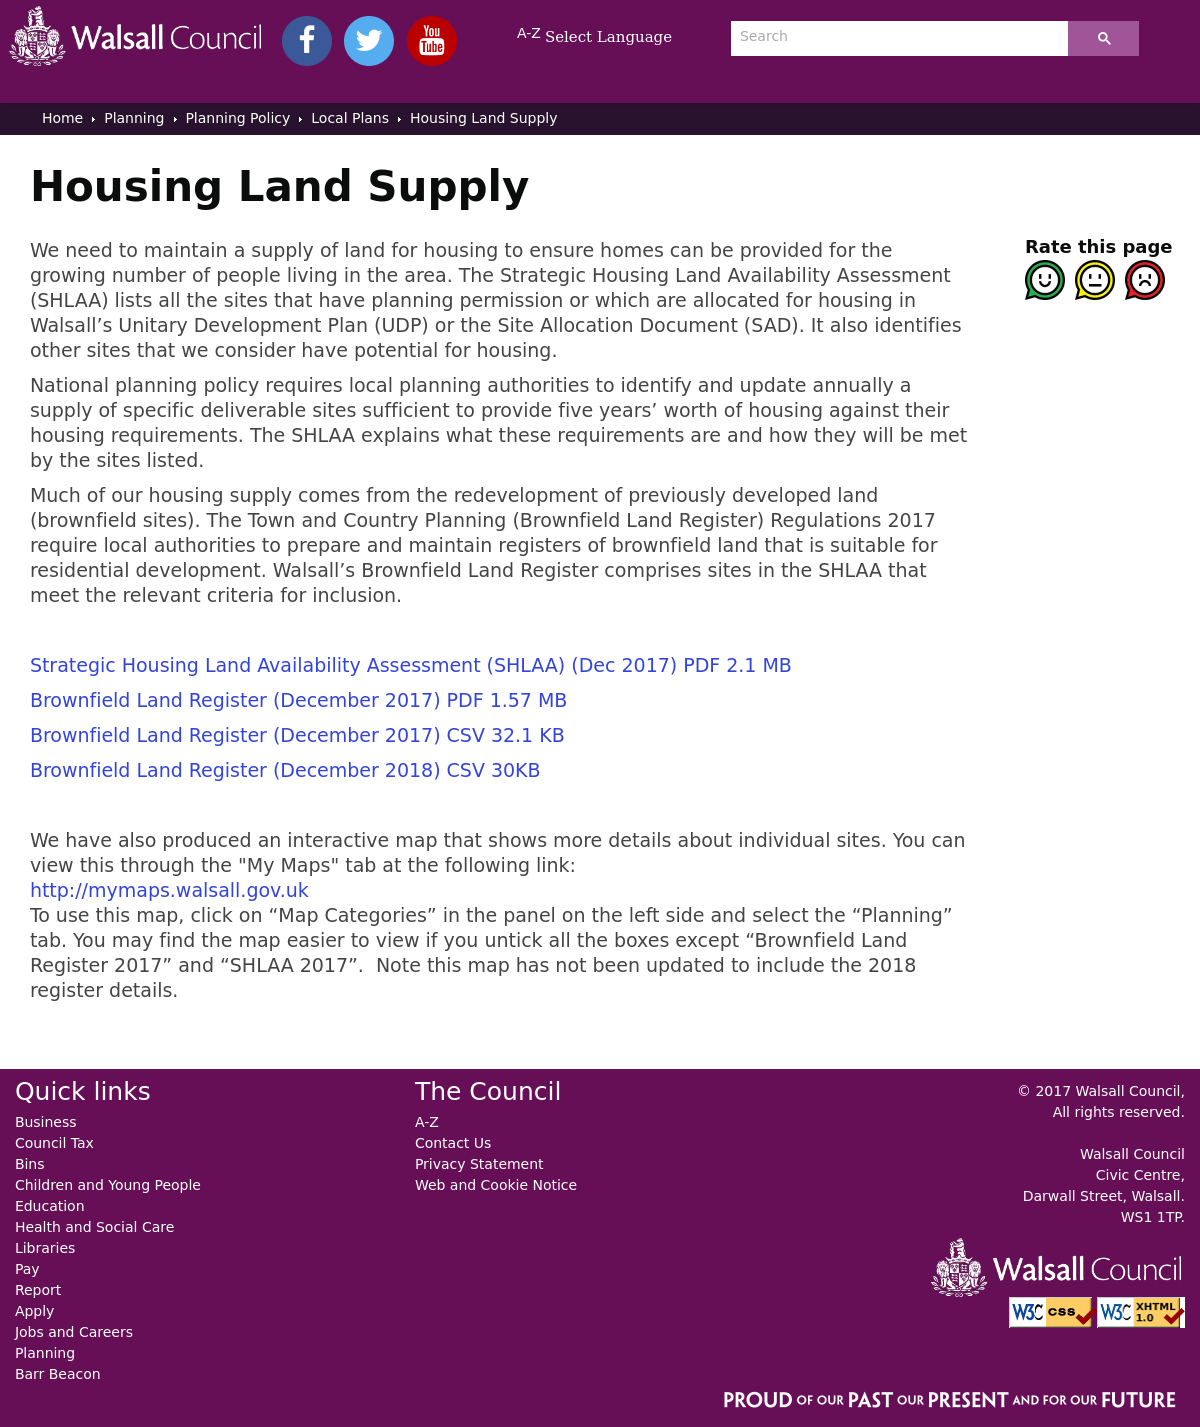 Walsall Council
You
Tube
A-Z Select Language
Search
Home Planning Planning Policy Local Plans Housing Land Supply
Housing Land Supply
We need to maintain a supply of land for housing to ensure homes can be provided for the
growing number of people living in the area. The Strategic Housing Land Availability Assessment
(SHLAA) lists all the sites that have planning permission or which are allocated for housing in
Walsall’s Unitary Development Plan (UDP) or the Site Allocation Document (SAD). It also identifies
other sites that we consider have potential for housing.
Rate this page
National planning policy requires local planning authorities to identify and update annually a
supply of specific deliverable sites sufficient to provide five years’ worth of housing against their
housing requirements. The SHLAA explains what these requirements are and how they will be met
by the sites listed.
Much of our housing supply comes from the redevelopment of previously developed land
(brownfield sites). The Town and Country Planning (Brownfield Land Register) Regulations 2017
require local authorities to prepare and maintain registers of brownfield land that is suitable for
residential development. Walsall’s Brownfield Land Register comprises sites in the SHLAA that
meet the relevant criteria for inclusion.
Strategic Housing Land Availability Assessment (SHLAA) (Dec 2017) PDF 2.1 MB
Brownfield Land Register (December 2017) PDF 1.57 MB
Brownfield Land Register (December 2017) CSV 32.1 KB
Brownfield Land Register (December 2018) CSV 30KB
We have also produced an interactive map that shows more details about individual sites. You can
view this through the "My Maps" tab at the following link:
http://mymaps.walsall.gov.uk
To use this map, click on “Map Categories” in the panel on the left side and select the “Planning”
tab. You may find the map easier to view if you untick all the boxes except “Brownfield Land
Register 2017” and “SHLAA 2017”.  Note this map has not been updated to include the 2018
register details.
Quick links
Business
Council Tax
Bins
Children and Young People
Education
Health and Social Care
Libraries
Pay
Report
Apply
Jobs and Careers
Planning
Barr Beacon
The Council
A-Z
Contact Us
Privacy Statement
Web and Cookie Notice
© 2017 Walsall Council,
All rights reserved.
Walsall Council
Civic Centre,
Darwall Street, Walsall.
WS1 1TP.
Walsall Council
W3C css W3C XHTML 1.0
PROUD OF OUR PAST OUR PRESENT AND FOR OUR FUTURE